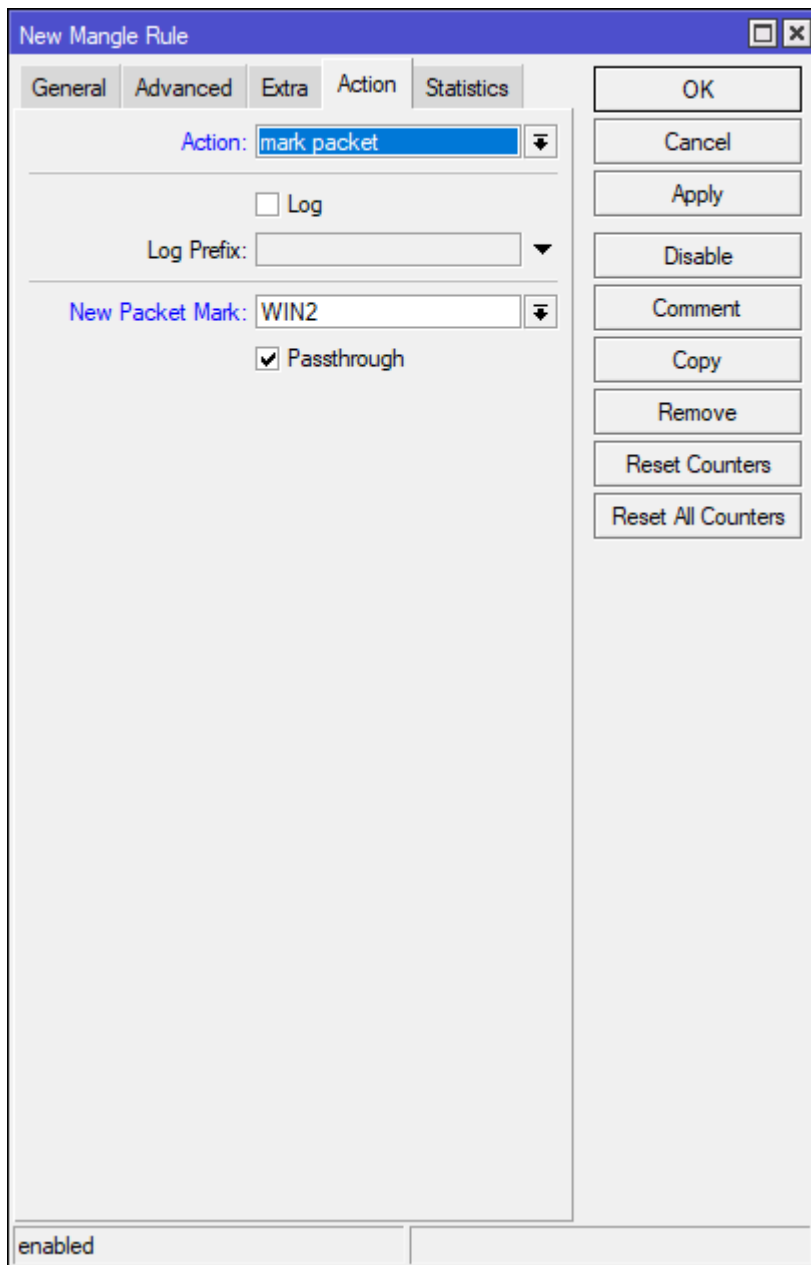 New Mangle Rule
General Advanced Extra Action Statistics
Action: mark packet
Log
Log Prefix:
New Packet Mark: WIN2
Passthrough
OK
Cancel
Apply
Disable
Comment
Copy
Remove
Reset Counters
Reset All Counters
enabled